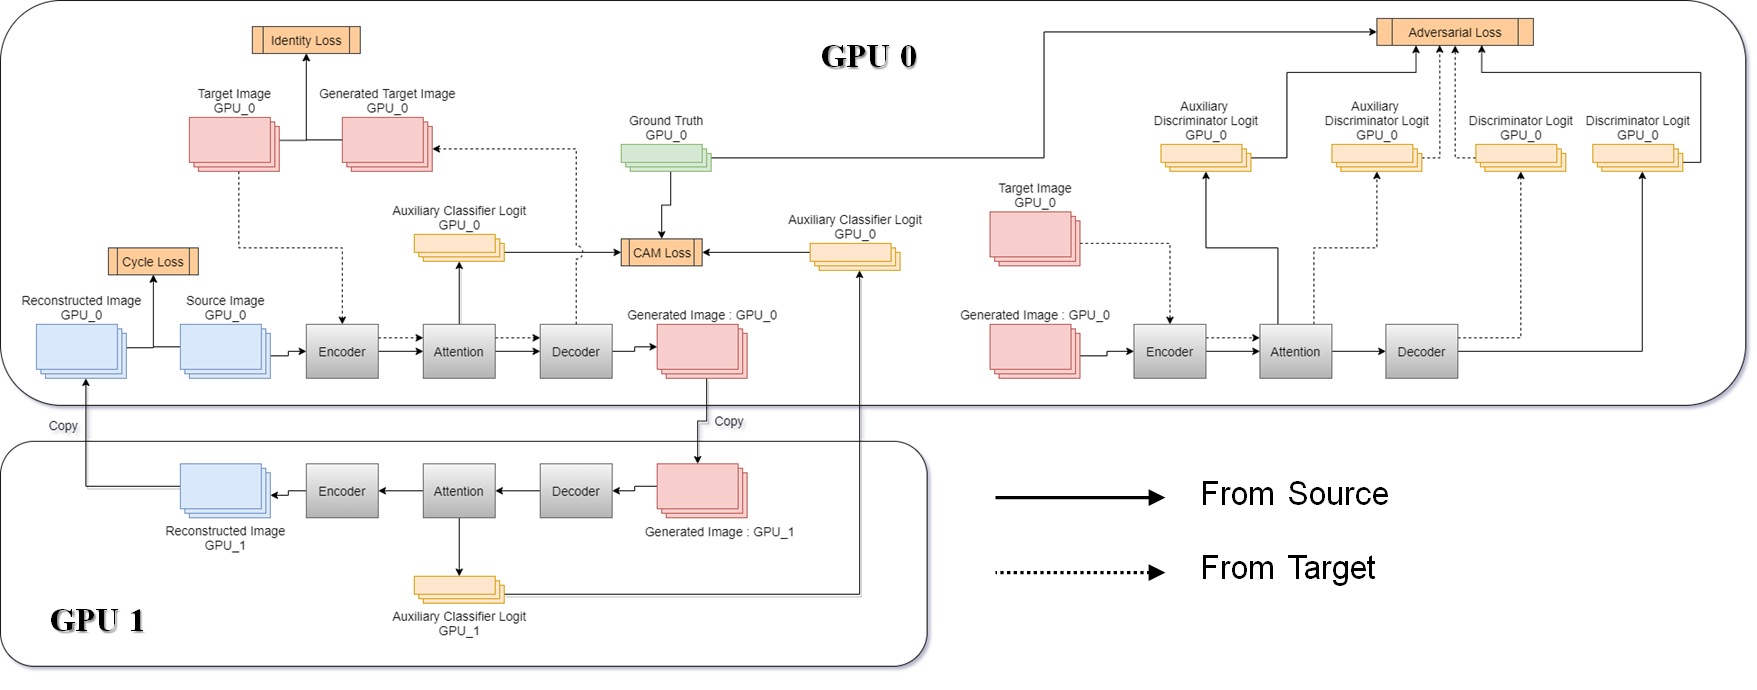 Identity Loss
GPU 0
Adversarial Loss
Target Image
GPU_0
Generated Target Image
GPU_0
Ground Truth
GPU_0
Auxiliary
Discriminator Logit
GPU_0
Auxiliary
Discriminator Logit
GPU_0
Discriminator Logit
GPU_0
Discriminator Logit
GPU_0
Target Image
GPU_0
Auxiliary Classifier Logit
GPU_0
Auxiliary Classifier Logit
GPU_0
CAM Loss
Cycle Loss
Reconstructed Image
GPU_0
Source Image
GPU_0
Generated Image : GPU_0
Generated Image : GPU_0
Encoder
Attention
Decoder
Encoder
Attention
Decoder
Copy
Copy
Encoder
Attention
Decoder
Reconstructed Image
GPU_1
Generated Image : GPU_1
Auxiliary Classifier Logit
GPU_1
GPU 1
From Source
From Target